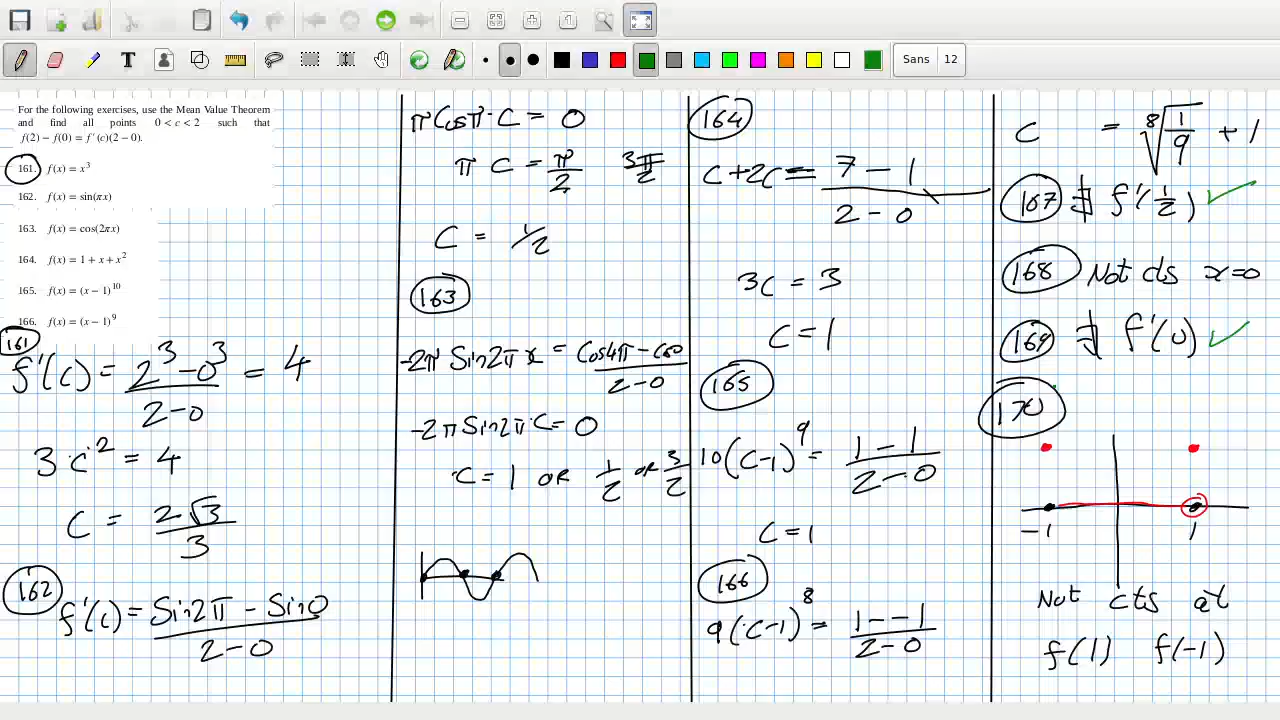 Sans 12
For the following exercises, use the Mean Value Theorem
and find all points 0 < c < 2 such that
f(2) − f(0) = f′(c)(2 − 0).
161. f(x) = x³
162. f(x) = sin(πx)
163. f(x) = cos(2πx)
164. f(x) = 1 + x + x²
165. f(x) = (x − 1)¹⁰
166. f(x) = (x − 1)⁹
161
f'(c) = (2³ - 0³)/(2-0) = 4
3·c² = 4
C = 2√3/3
162
f'(c) = (Sin2π - Sin0)/(2-0)
π Cosπ·C = 0
π C = π/2 3π/2
C = 1/2
163
-2π Sin2π x = (Cos4π - Co0)/(2-0)
-2π Sin2π·C = 0
C = 1 OR 1/2 OR 3/2
164
C+2C = (7-1)/(2-0)
3C = 3
C = 1
165
10(C-1)⁹ = (1-1)/(2-0)
C = 1
166
9(C-1)⁸ = (1--1)/(2-0)
C = ⁸√(1/9) + 1
167 ∄ f'(1/2) ✓
168 Not cts x=0
169 ∄ f'(0) ✓
170
-1 1
Not cts at
f(1) f(-1)